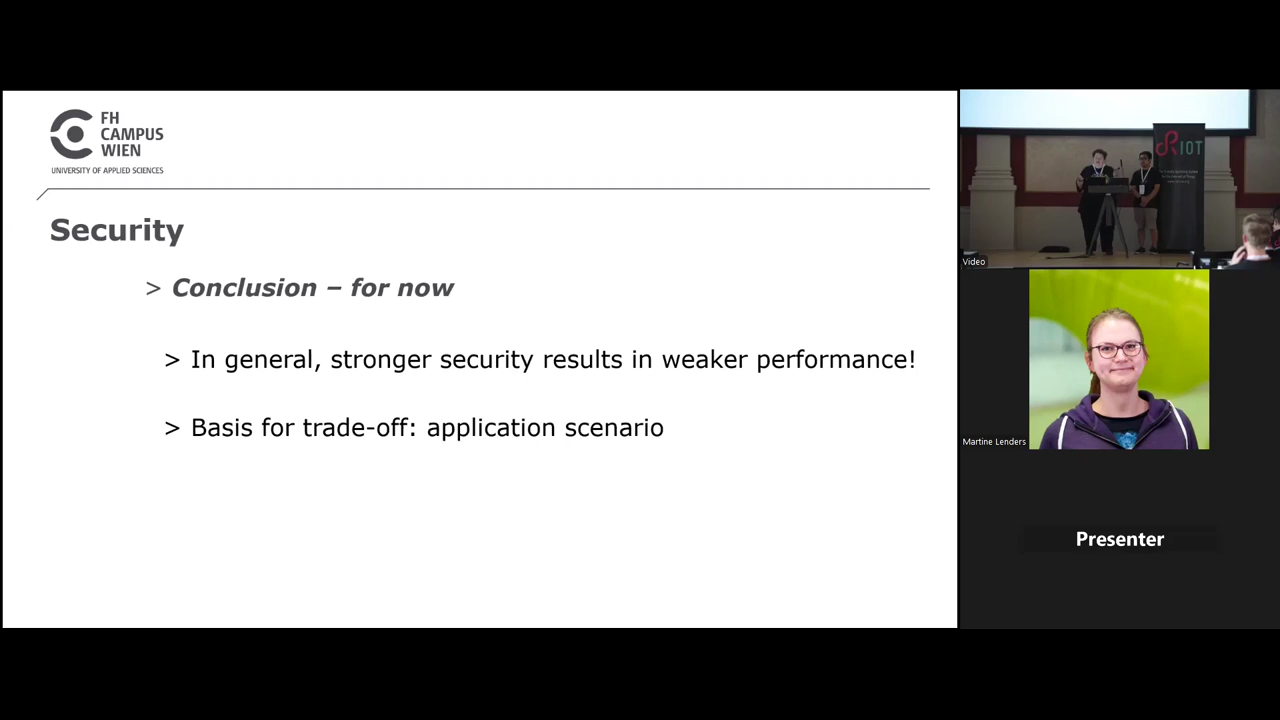 FH
CAMPUS
WIEN
UNIVERSITY OF APPLIED SCIENCES
Security
> Conclusion – for now
> In general, stronger security results in weaker performance!
> Basis for trade-off: application scenario
RIOT
Video
Martine Lenders
Presenter